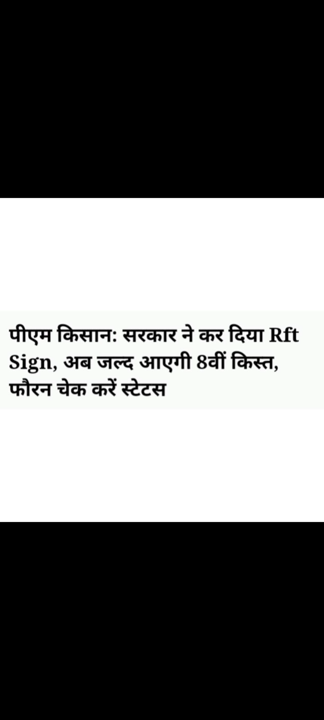 पीएम किसान: सरकार ने कर दिया Rft
Sign, अब जल्द आएगी 8वीं किस्त,
फौरन चेक करें स्टेटस